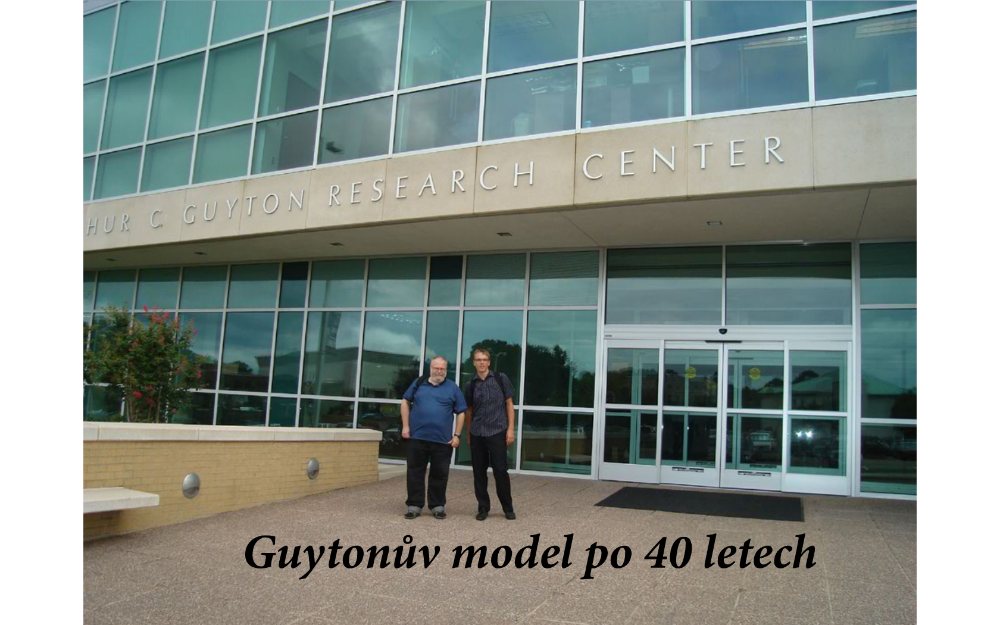 HUR C. GUYTON RESEARCH CENTER
Guytonův model po 40 letech